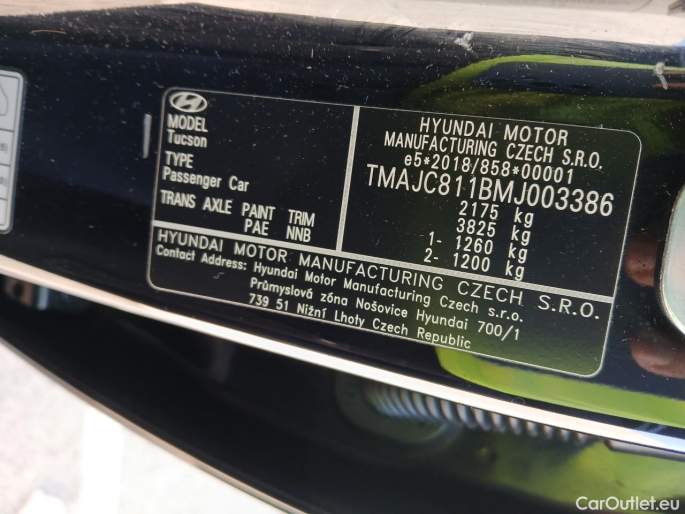 MODEL
Tucson
TYPE
Passenger Car
TRANS AXLE PAINT TRIM
PAE NNB
HYUNDAI MOTOR
MANUFACTURING CZECH S.R.O.
e5*2018/858*00001
TMAJC811BMJ003386
2175 kg
3825 kg
1- 1260 kg
2- 1200 kg
HYUNDAI MOTOR MANUFACTURING CZECH S.R.O.
Contact Address: Hyundai Motor Manufacturing Czech s.r.o.
Průmyslová zóna Nošovice Hyundai 700/1
739 51 Nižní Lhoty Czech Republic
CarOutlet.eu